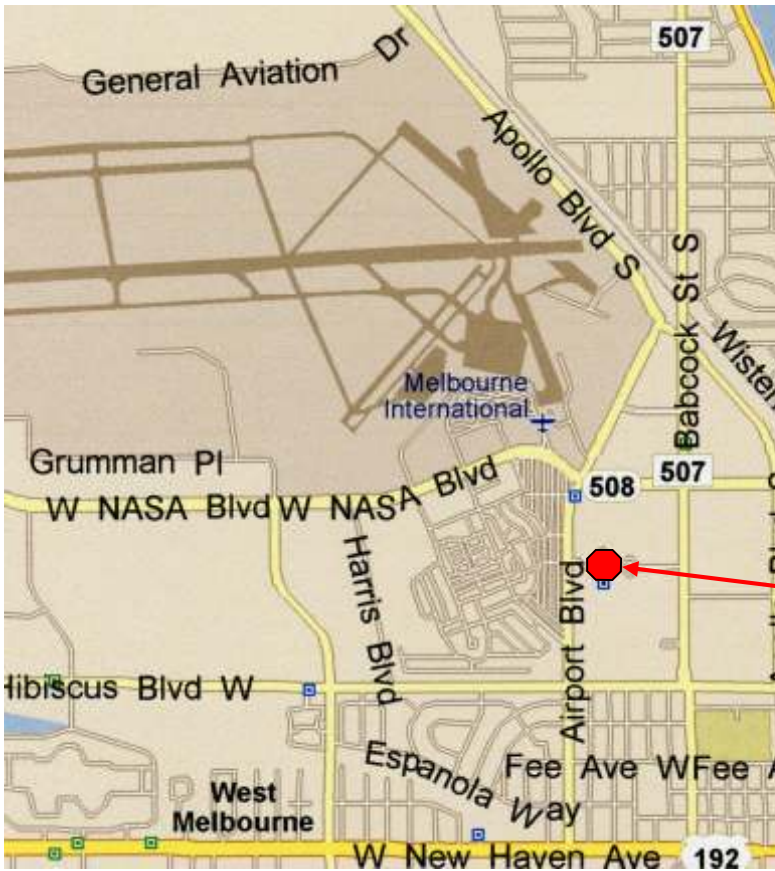 507
General Aviation Dr
Apollo Blvd S
Babcock St S
Melbourne
International
Grumman Pl
W NASA Blvd
W NASA Blvd
508
507
Harris Blvd
Airport Blvd
Hibiscus Blvd W
Espanola Way
Fee Ave W
Fee
West
Melbourne
W New Haven Ave
192